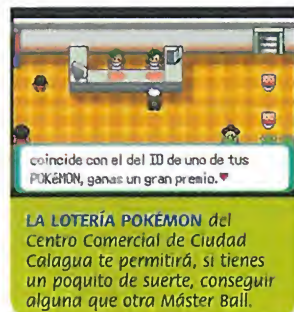 coincide con el del ID de uno de tus
POKéMON, ganas un gran premio.
LA LOTERÍA POKÉMON del
Centro Comercial de Ciudad
Calagua te permitirá, si tienes
un poquito de suerte, conseguir
alguna que otra Máster Ball.